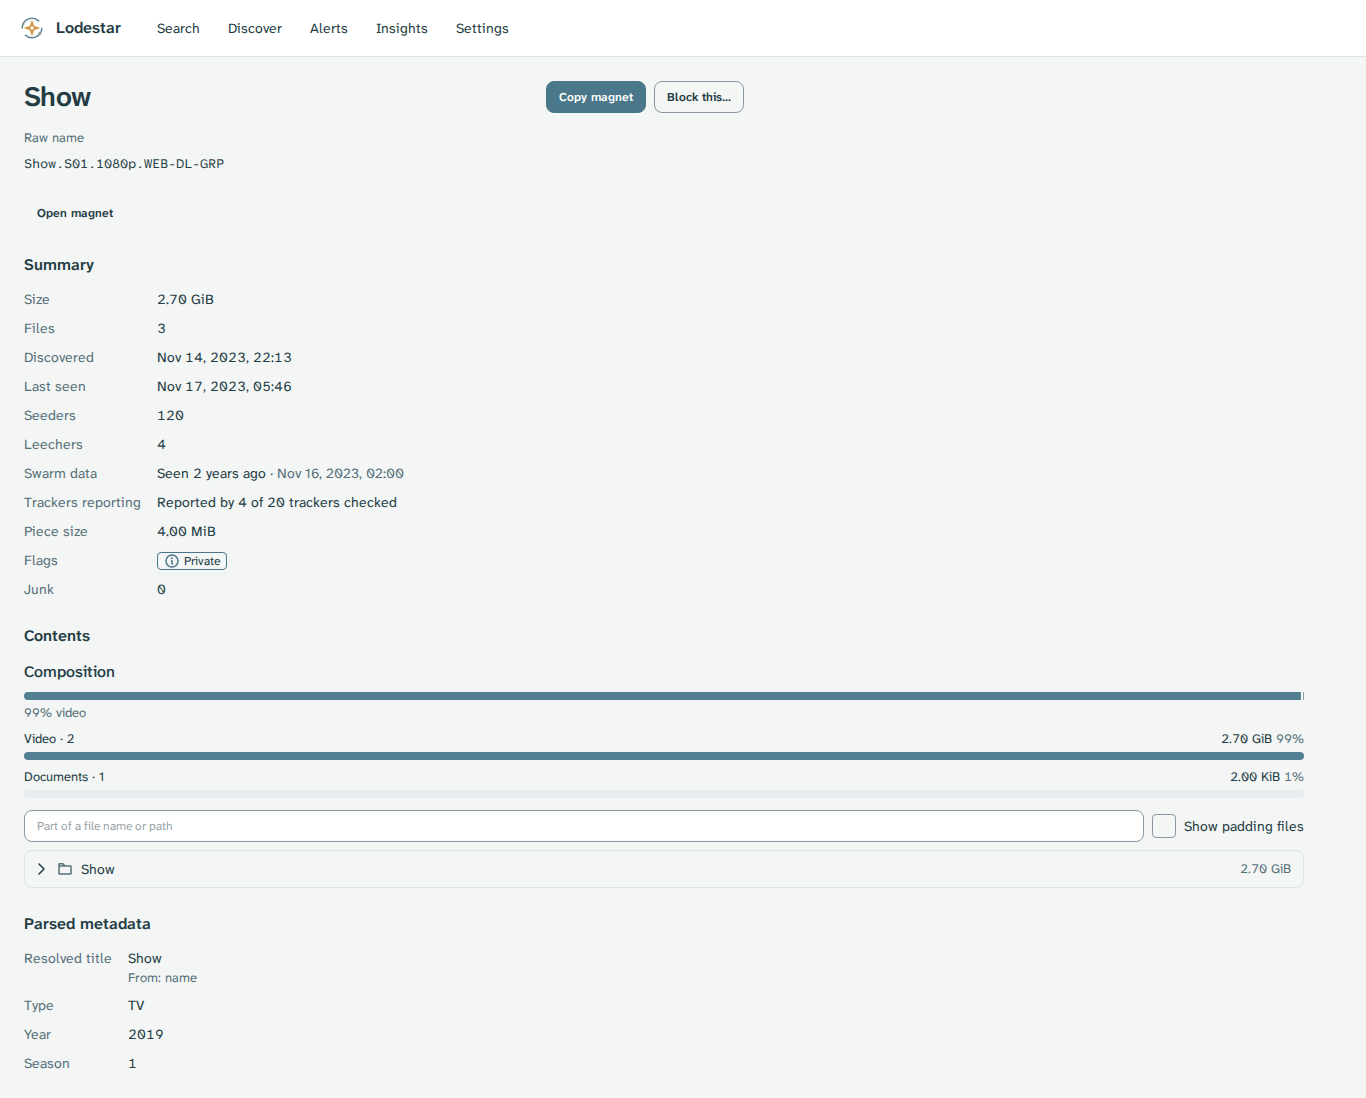 Lodestar Search Discover Alerts Insights Settings
Show
Copy magnet Block this...
Raw name
Show.S01.1080p.WEB-DL-GRP
Open magnet
Summary
Size 2.70 GiB
Files 3
Discovered Nov 14, 2023, 22:13
Last seen Nov 17, 2023, 05:46
Seeders 120
Leechers 4
Swarm data Seen 2 years ago · Nov 16, 2023, 02:00
Trackers reporting Reported by 4 of 20 trackers checked
Piece size 4.00 MiB
Flags Private
Junk 0
Contents
Composition
99% video
Video · 2 2.70 GiB 99%
Documents · 1 2.00 KiB 1%
Part of a file name or path Show padding files
Show 2.70 GiB
Parsed metadata
Resolved title Show
From: name
Type TV
Year 2019
Season 1